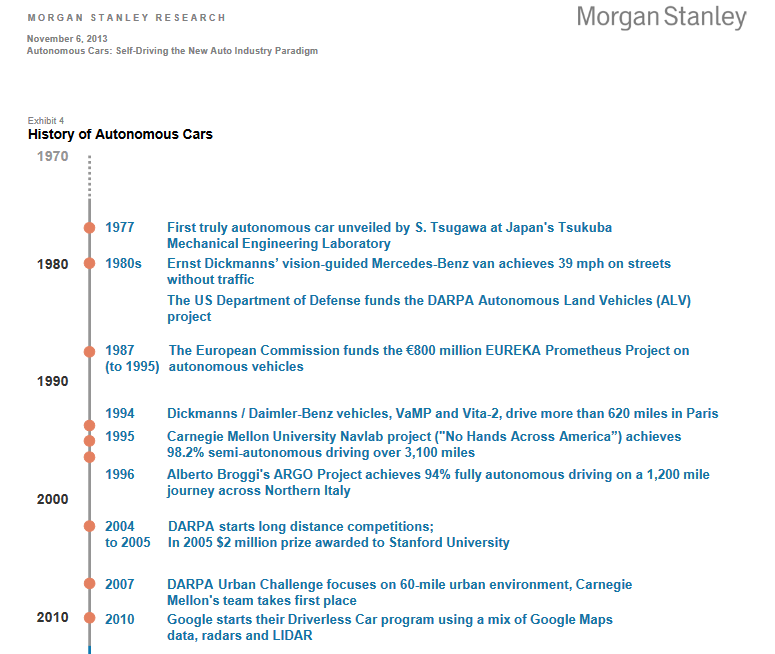 MORGAN STANLEY RESEARCH
Morgan Stanley
November 6, 2013
Autonomous Cars: Self-Driving the New Auto Industry Paradigm
Exhibit 4
History of Autonomous Cars
1970
1977 First truly autonomous car unveiled by S. Tsugawa at Japan's Tsukuba
Mechanical Engineering Laboratory
1980 1980s Ernst Dickmanns' vision-guided Mercedes-Benz van achieves 39 mph on streets
without traffic
The US Department of Defense funds the DARPA Autonomous Land Vehicles (ALV)
project
1987 The European Commission funds the €800 million EUREKA Prometheus Project on
(to 1995) autonomous vehicles
1990
1994 Dickmanns / Daimler-Benz vehicles, VaMP and Vita-2, drive more than 620 miles in Paris
1995 Carnegie Mellon University Navlab project ("No Hands Across America”) achieves
98.2% semi-autonomous driving over 3,100 miles
1996 Alberto Broggi's ARGO Project achieves 94% fully autonomous driving on a 1,200 mile
journey across Northern Italy
2000
2004 DARPA starts long distance competitions;
to 2005 In 2005 $2 million prize awarded to Stanford University
2007 DARPA Urban Challenge focuses on 60-mile urban environment, Carnegie
Mellon's team takes first place
2010 2010 Google starts their Driverless Car program using a mix of Google Maps
data, radars and LIDAR